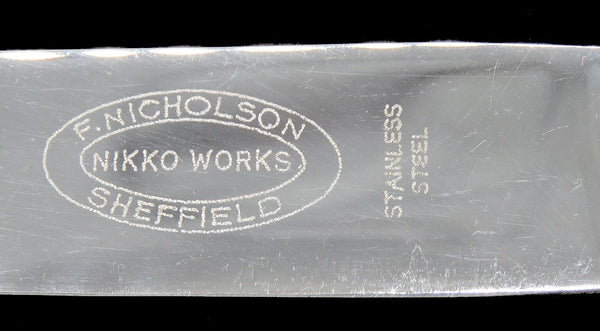 F. NICHOLSON
NIKKO WORKS
SHEFFIELD
STAINLESS
STEEL